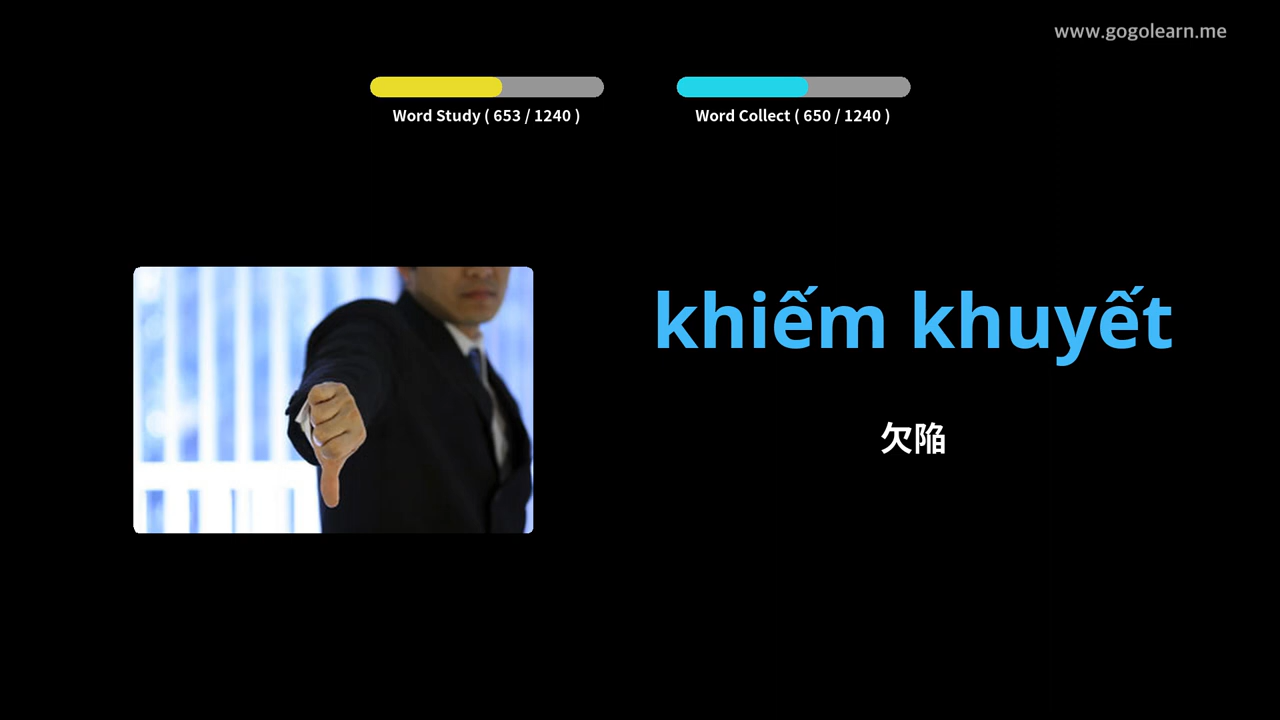 www.gogolearn.me
Word Study ( 653 / 1240 )
Word Collect ( 650 / 1240 )
khiếm khuyết
欠陥